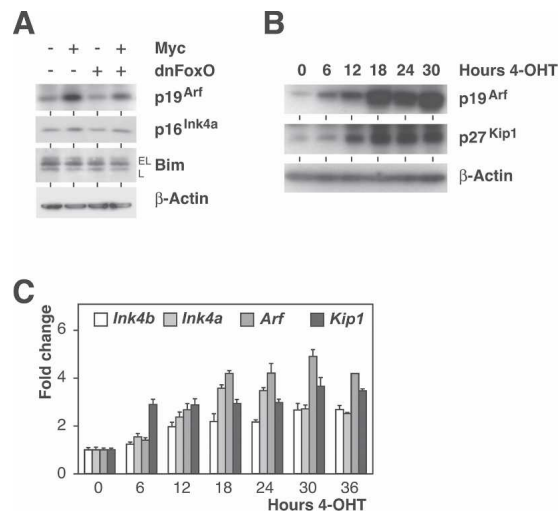 A
- + - + Myc
- - + + dnFoxO
p19Arf
p16Ink4a
EL Bim
L
β-Actin
B
0 6 12 18 24 30 Hours 4-OHT
p19Arf
p27Kip1
β-Actin
C
Fold change
6
4
2
0
Ink4b Ink4a Arf Kip1
0 6 12 18 24 30 36
Hours 4-OHT